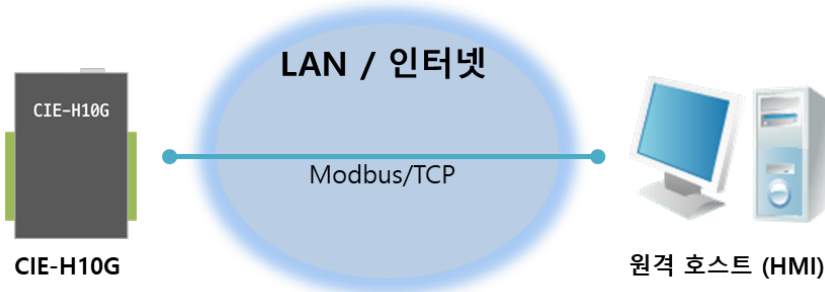 LAN / 인터넷
CIE-H10G
Modbus/TCP
CIE-H10G
원격 호스트 (HMI)